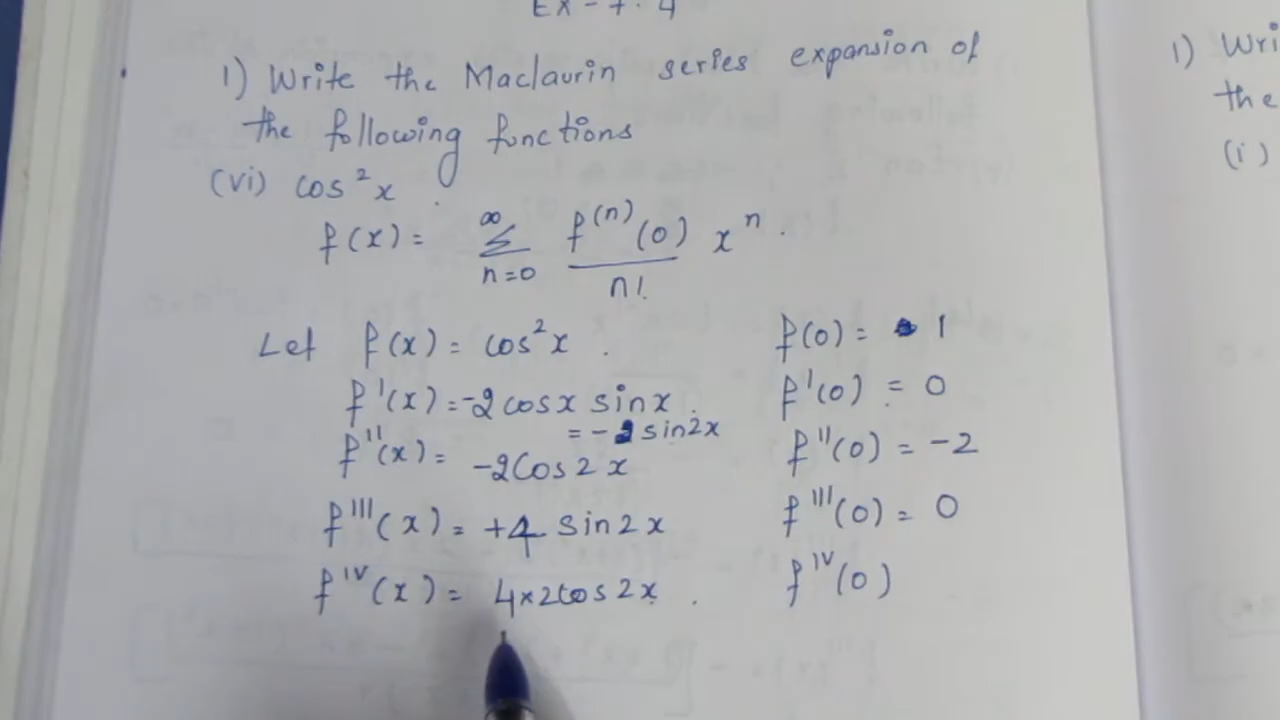 Ex - 7.4
1) Write the Maclaurin series expansion of
the following functions
(vi) cos²x.
f(x) = ∞ Σ n=0 f⁽ⁿ⁾(0) / n! xⁿ.
Let f(x) = cos²x. f(0) = 1
f'(x) = -2cosx sinx. f'(0) = 0
= - sin2x
f''(x) = -2Cos2x f''(0) = -2
f'''(x) = +4 Sin2x f'''(0) = 0
f^IV(x) = 4×2cos2x. f^IV(0)
1) Wri
the
(i)